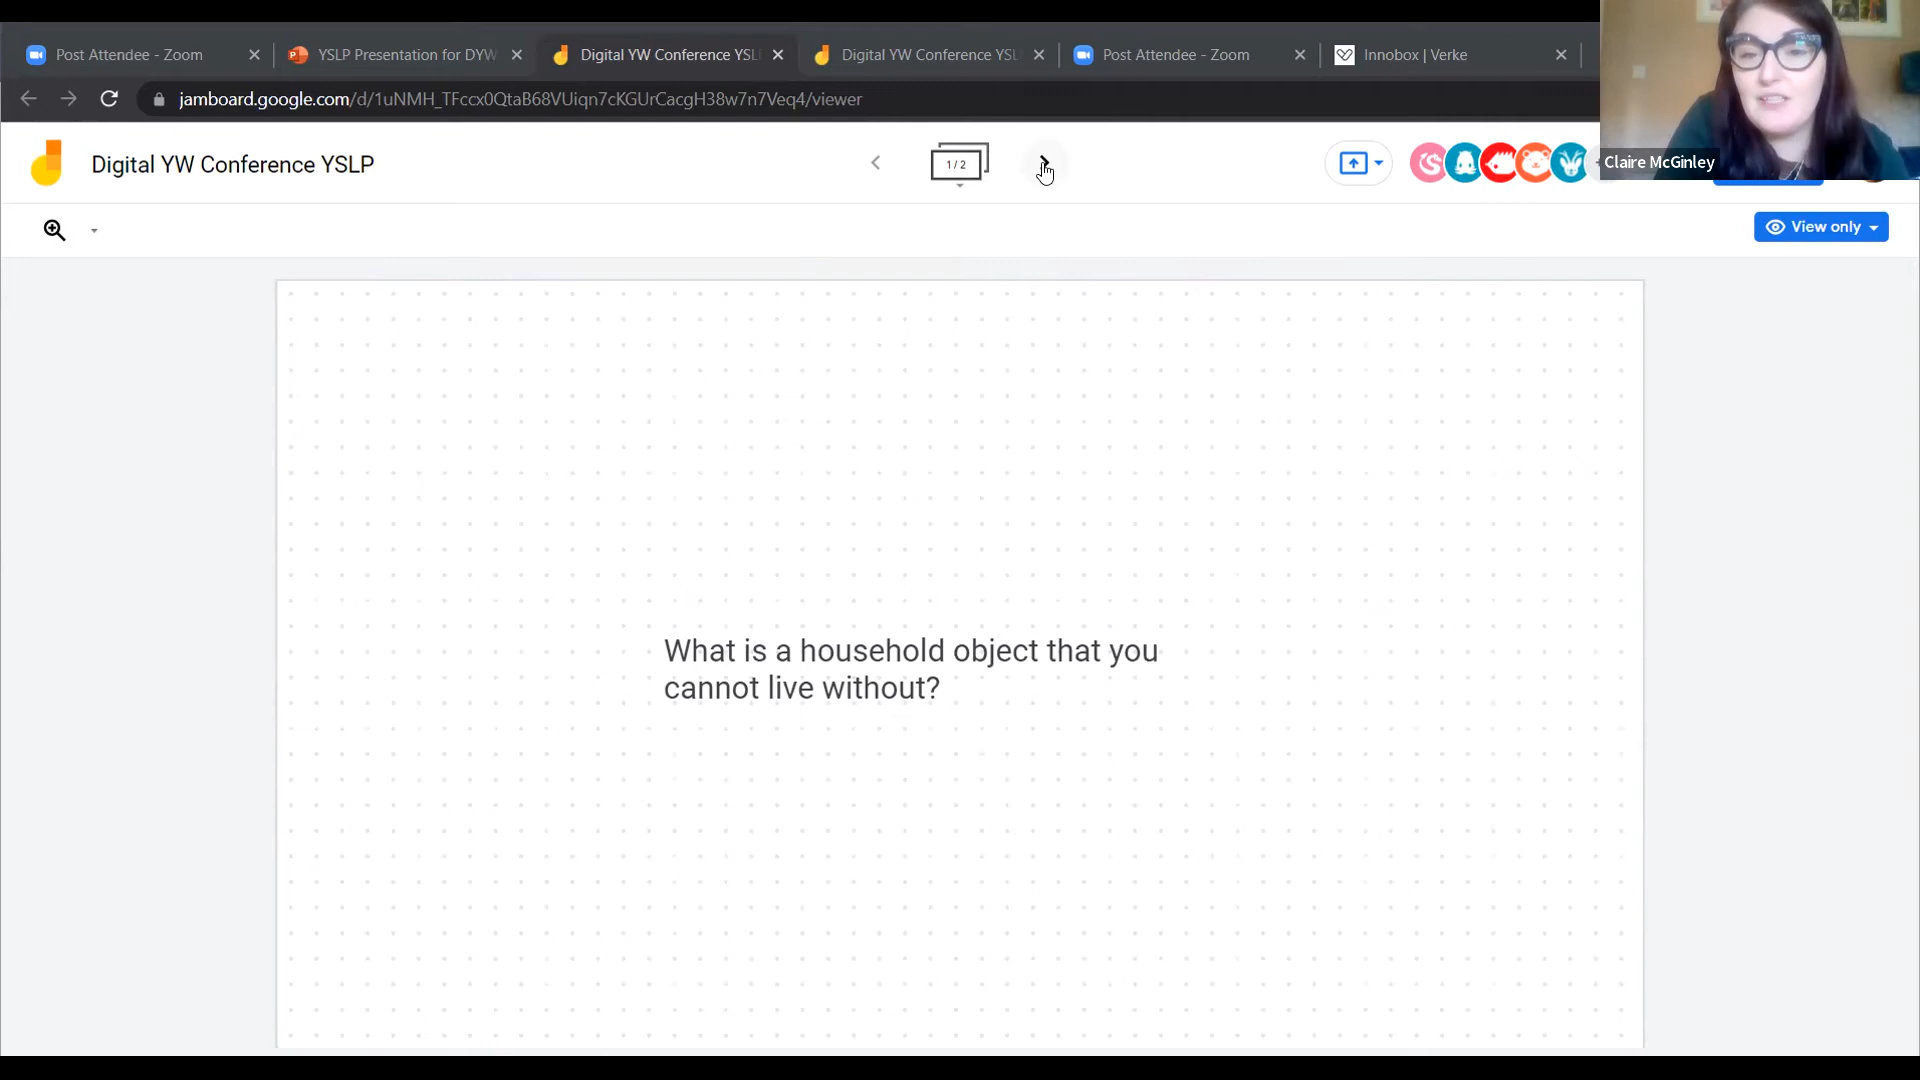 Post Attendee - Zoom
YSLP Presentation for DYW
Digital YW Conference YSL
Digital YW Conference YSL
Post Attendee - Zoom
Innobox | Verke
jamboard.google.com/d/1uNMH_TFccx0QtaB68VUiqn7cKGUrCacgH38w7n7Veq4/viewer
Digital YW Conference YSLP
1 / 2
Claire McGinley
View only
What is a household object that you
cannot live without?